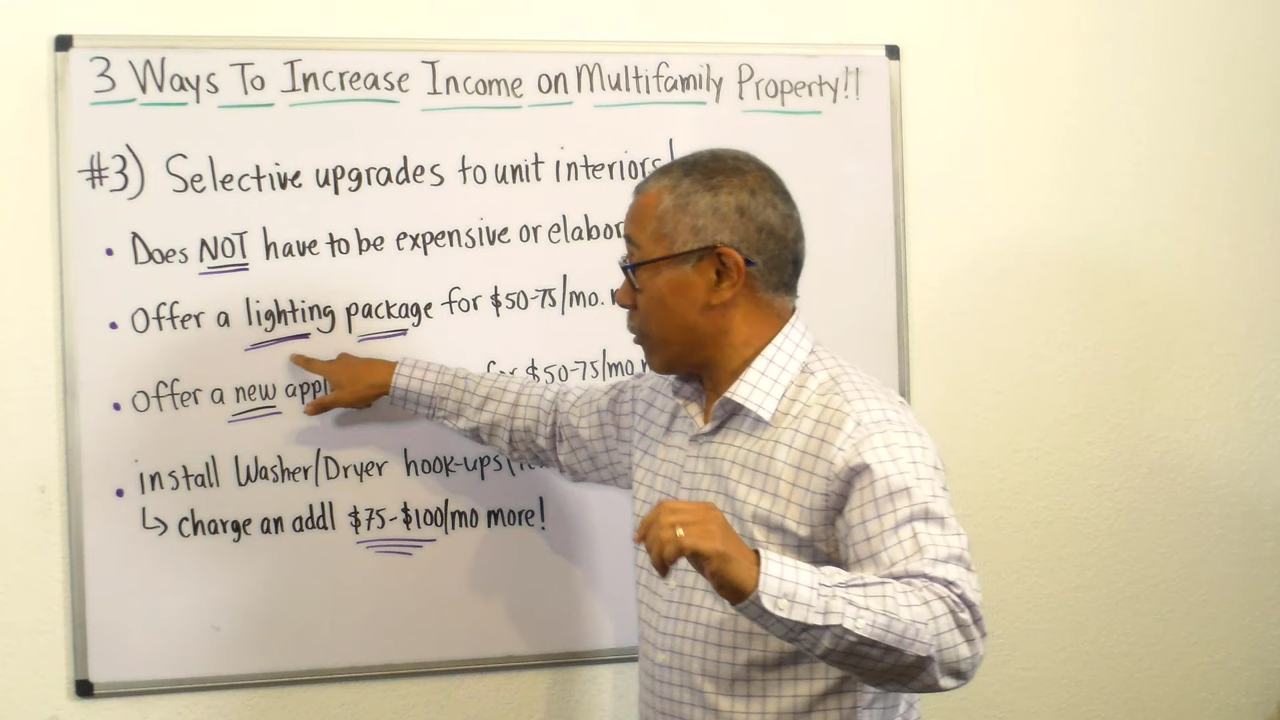 3 Ways To Increase Income on Multifamily Property!!
#3) Selective upgrades to unit interiors!
• Does NOT have to be expensive or
• Offer a lighting package for $50-75/mo.
• Offer a new for $50-75/mo
• install Washer/Dryer hook-ups
↳ charge an addl $75-$100/mo more!